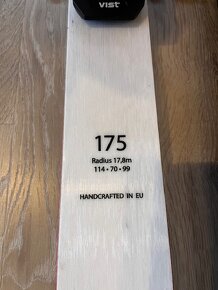 vist
175
Radius 17,8m
114 • 70 • 99
HANDCRAFTED IN EU